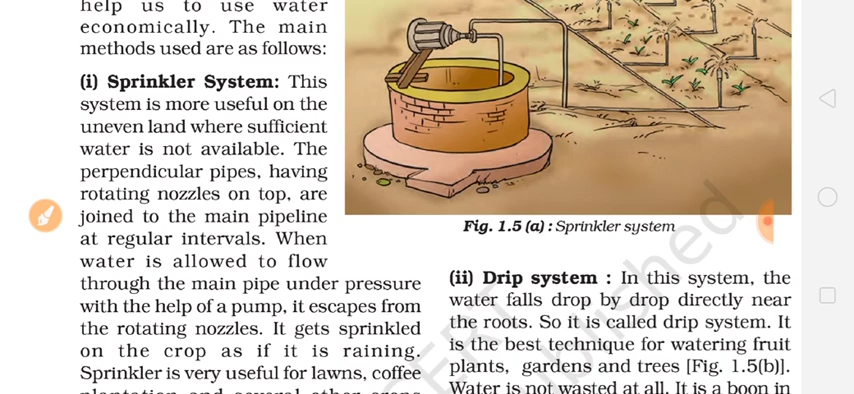 help us to use water
economically. The main
methods used are as follows:
(i) Sprinkler System: This
system is more useful on the
uneven land where sufficient
water is not available. The
perpendicular pipes, having
rotating nozzles on top, are
joined to the main pipeline
at regular intervals. When
water is allowed to flow
through the main pipe under pressure
with the help of a pump, it escapes from
the rotating nozzles. It gets sprinkled
on the crop as if it is raining.
Sprinkler is very useful for lawns, coffee
plantation and several other crops
Fig. 1.5 (a) : Sprinkler system
(ii) Drip system : In this system, the
water falls drop by drop directly near
the roots. So it is called drip system. It
is the best technique for watering fruit
plants, gardens and trees [Fig. 1.5(b)].
Water is not wasted at all. It is a boon in